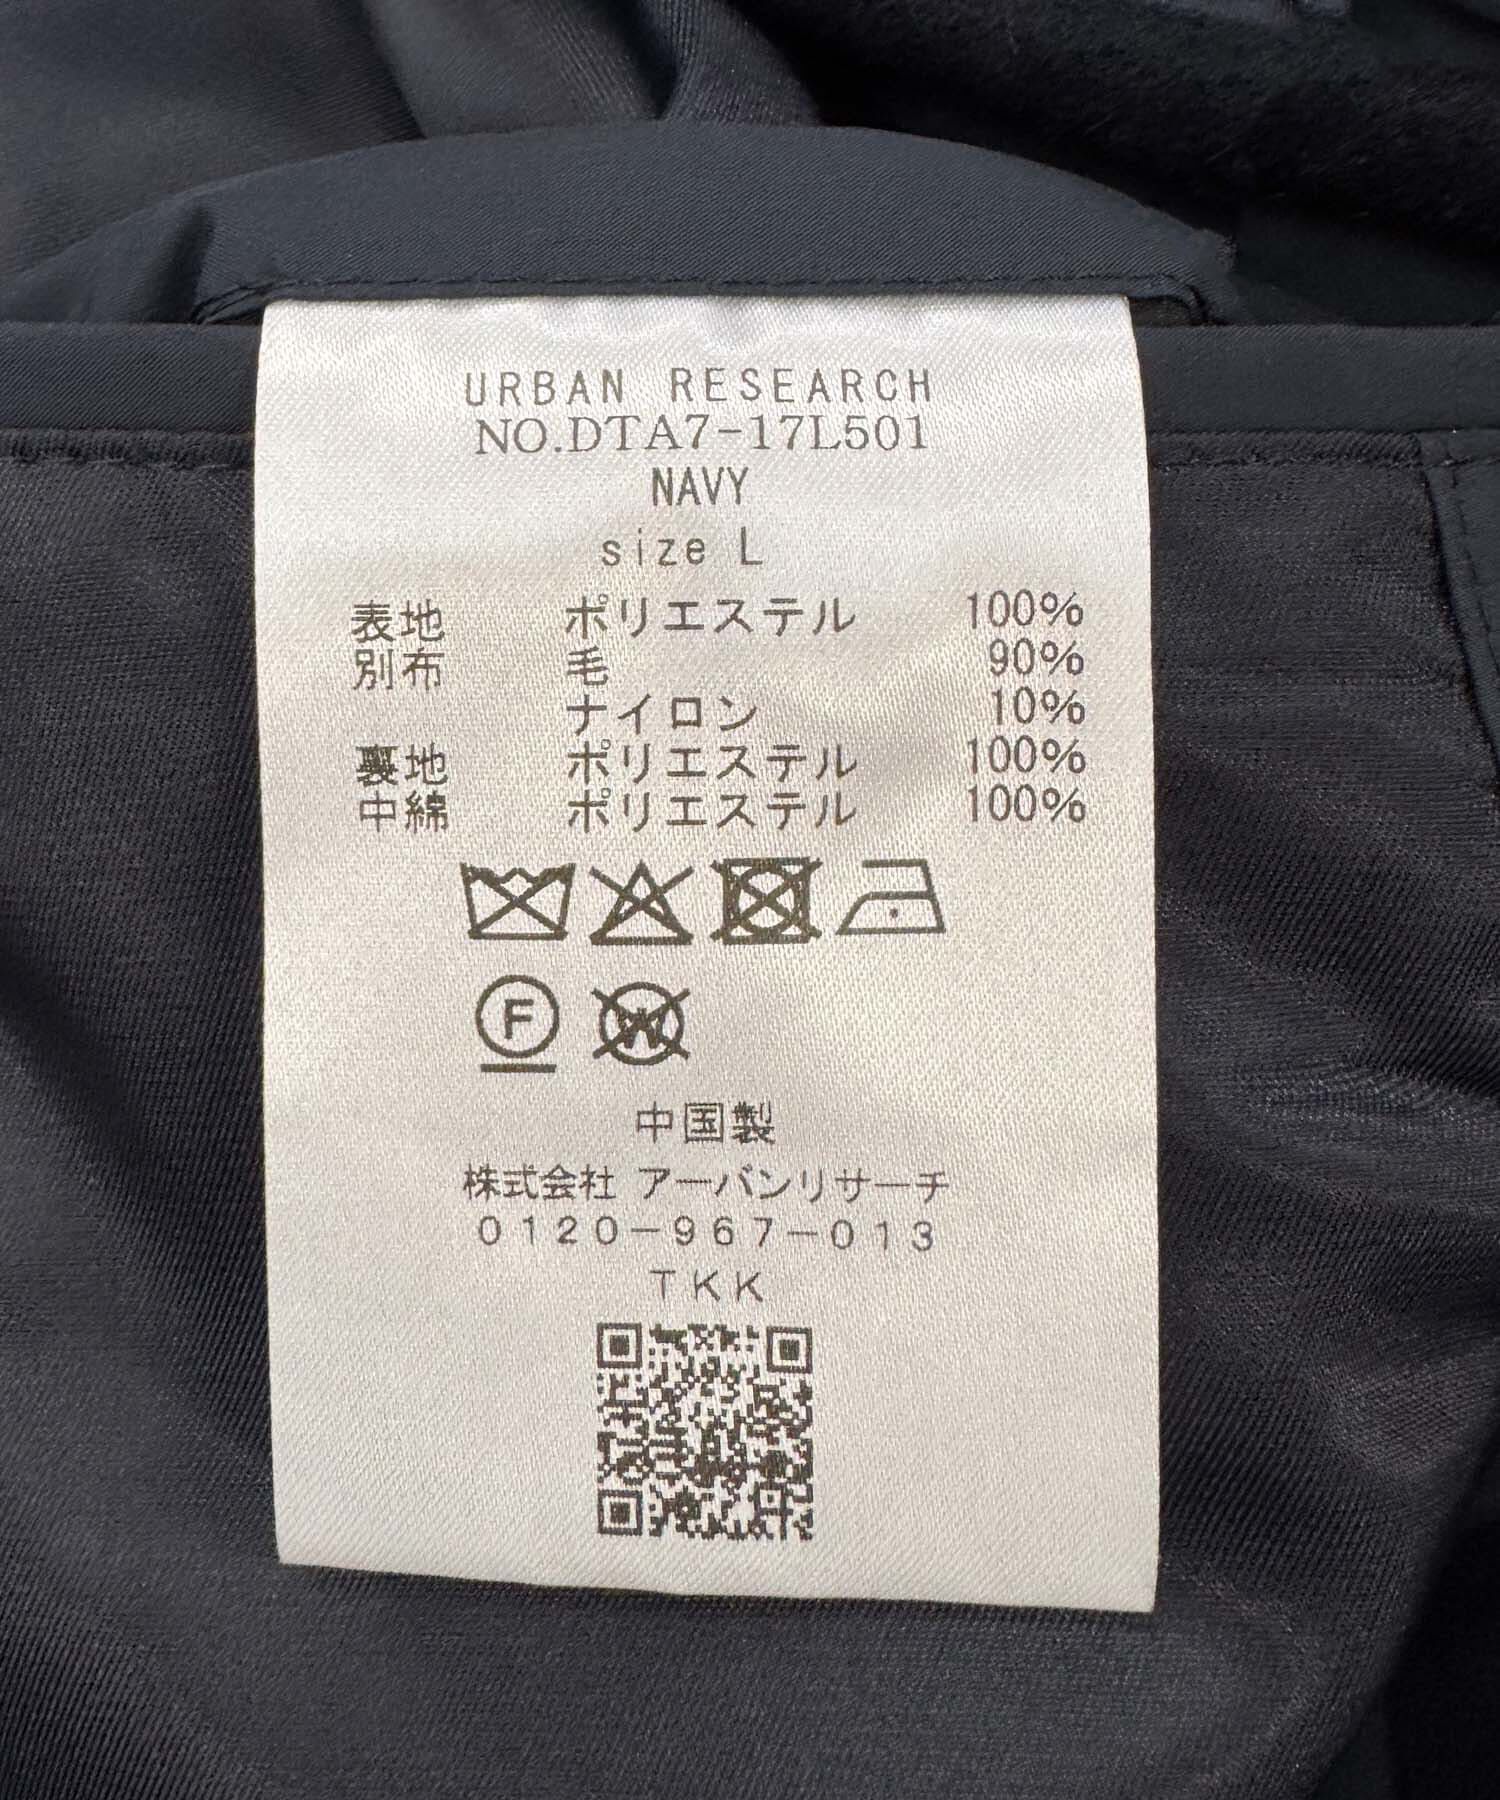 URBAN RESEARCH
NO.DTA7-17L501
NAVY
size L
表地 ポリエステル 100%
別布 毛 90%
ナイロン 10%
裏地 ポリエステル 100%
中綿 ポリエステル 100%
F
W
中国製
株式会社 アーバンリサーチ
0120-967-013
TKK